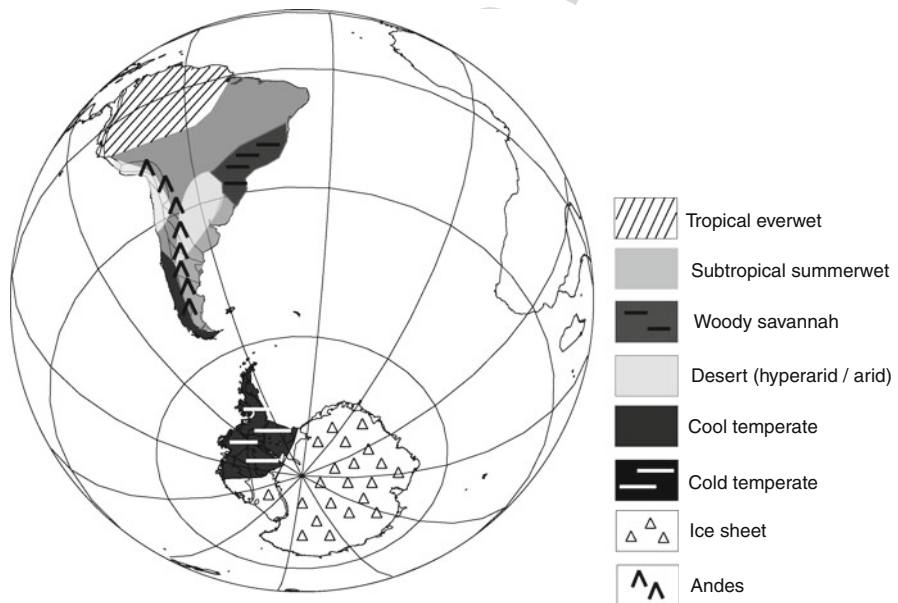 Tropical everwet
Subtropical summerwet
Woody savannah
Desert (hyperarid / arid)
Cool temperate
Cold temperate
Ice sheet
Andes